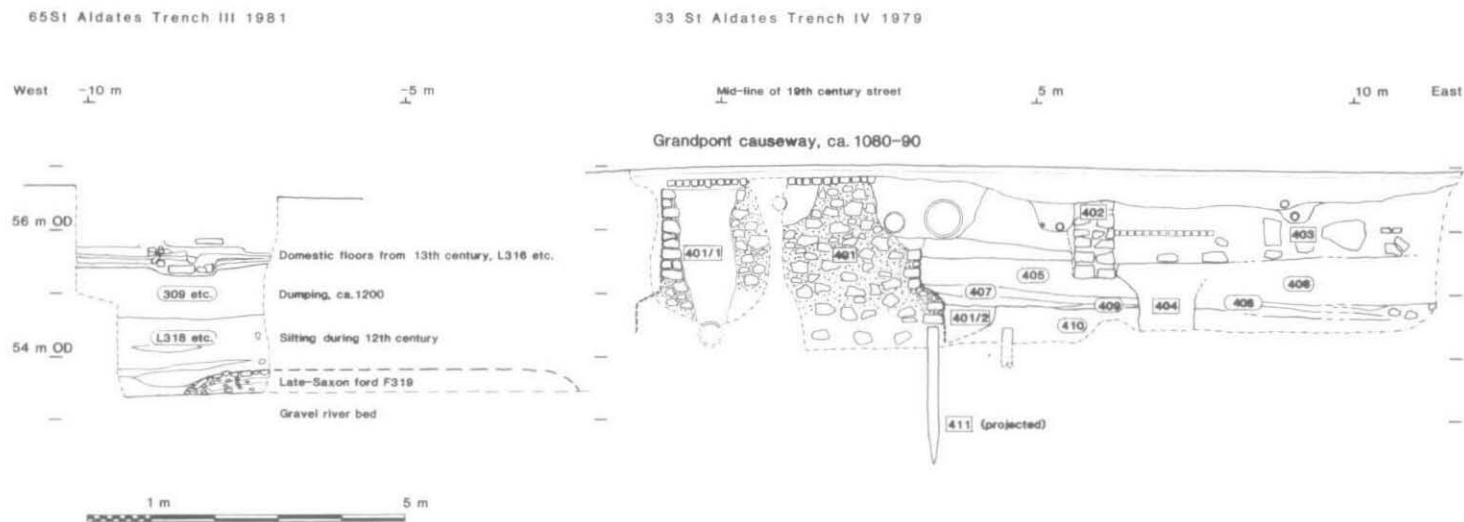 65St Aldates Trench III 1981
33 St Aldates Trench IV 1979
West
-10 m
-5 m
Mid-line of 19th century street
5 m
10 m
East
Grandpont causeway, ca. 1080-90
56 m OD
54 m OD
Domestic floors from 13th century, L316 etc.
309 etc.
Dumping, ca. 1200
L318 etc.
Silting during 12th century
Late-Saxon ford F319
Gravel river bed
401/1
401
402
403
405
407
409
404
408
401/2
410
411 (projected)
1 m
5 m